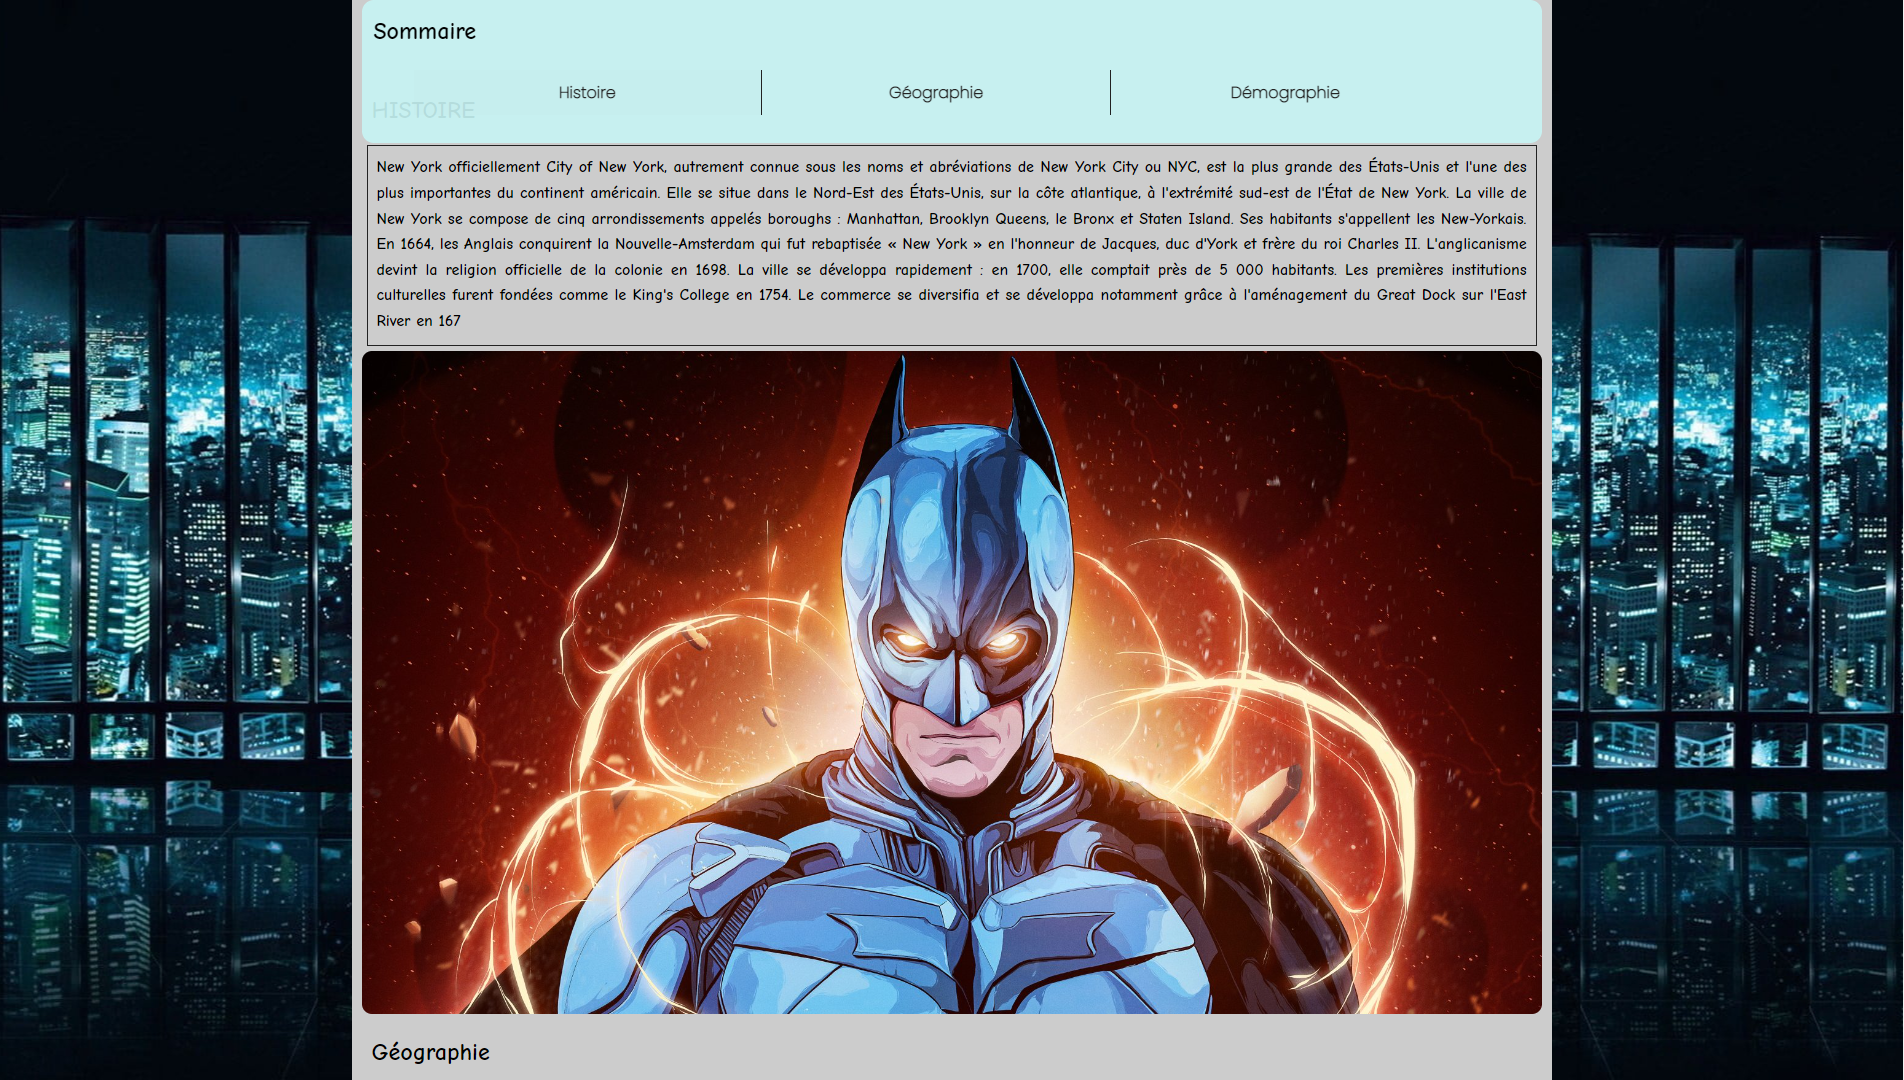 Sommaire
Histoire
Géographie
Démographie
HISTOIRE
New York officiellement City of New York, autrement connue sous les noms et abréviations de New York City ou NYC, est la plus grande des États-Unis et l'une des
plus importantes du continent américain. Elle se situe dans le Nord-Est des États-Unis, sur la côte atlantique, à l'extrémité sud-est de l'État de New York. La ville de
New York se compose de cinq arrondissements appelés boroughs : Manhattan, Brooklyn Queens, le Bronx et Staten Island. Ses habitants s'appellent les New-Yorkais.
En 1664, les Anglais conquirent la Nouvelle-Amsterdam qui fut rebaptisée « New York » en l'honneur de Jacques, duc d'York et frère du roi Charles II. L'anglicanisme
devint la religion officielle de la colonie en 1698. La ville se développa rapidement : en 1700, elle comptait près de 5 000 habitants. Les premières institutions
culturelles furent fondées comme le King's College en 1754. Le commerce se diversifia et se développa notamment grâce à l'aménagement du Great Dock sur l'East
River en 167
Géographie